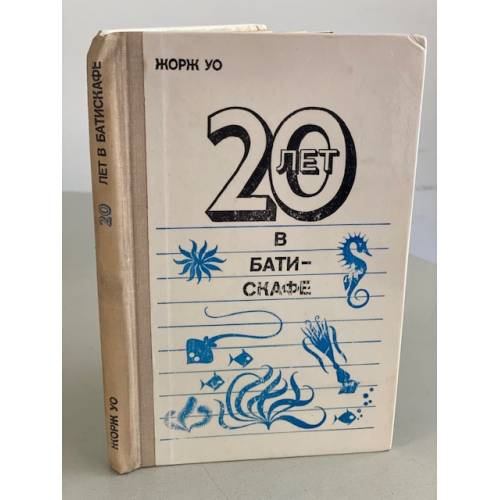 ЖОРЖ УО
20
ЛЕТ
В
БАТИ-
СКАФЕ
ЖОРЖ УО 20 ЛЕТ В БАТИСКАФЕ